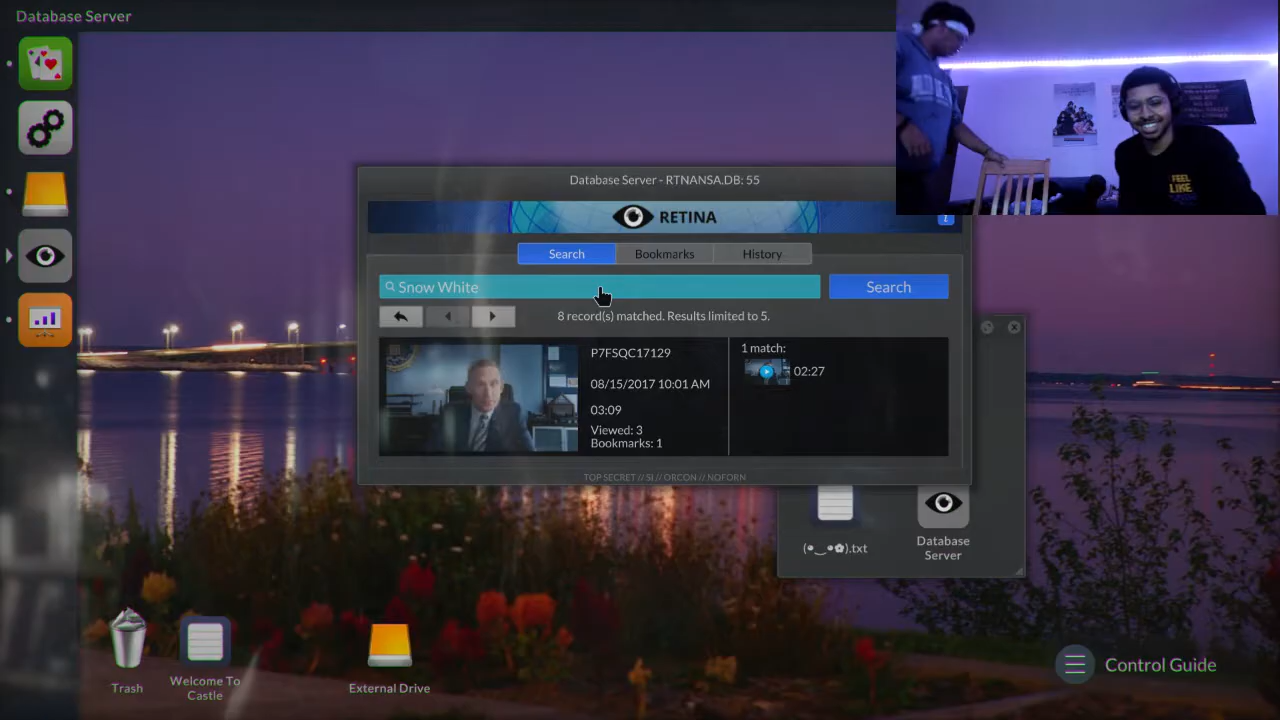 Database Server
Database Server - RTNANSA.DB: 55
RETINA
Search
Bookmarks
History
Snow White
Search
8 record(s) matched. Results limited to 5.
P7FSQC17129
08/15/2017 10:01 AM
03:09
Viewed: 3
Bookmarks: 1
1 match:
02:27
TOP SECRET // SI // ORCON // NOFORN
(•‿•✿).txt
Database
Server
Trash
Welcome To
Castle
External Drive
Control Guide
FEEL
LIKE